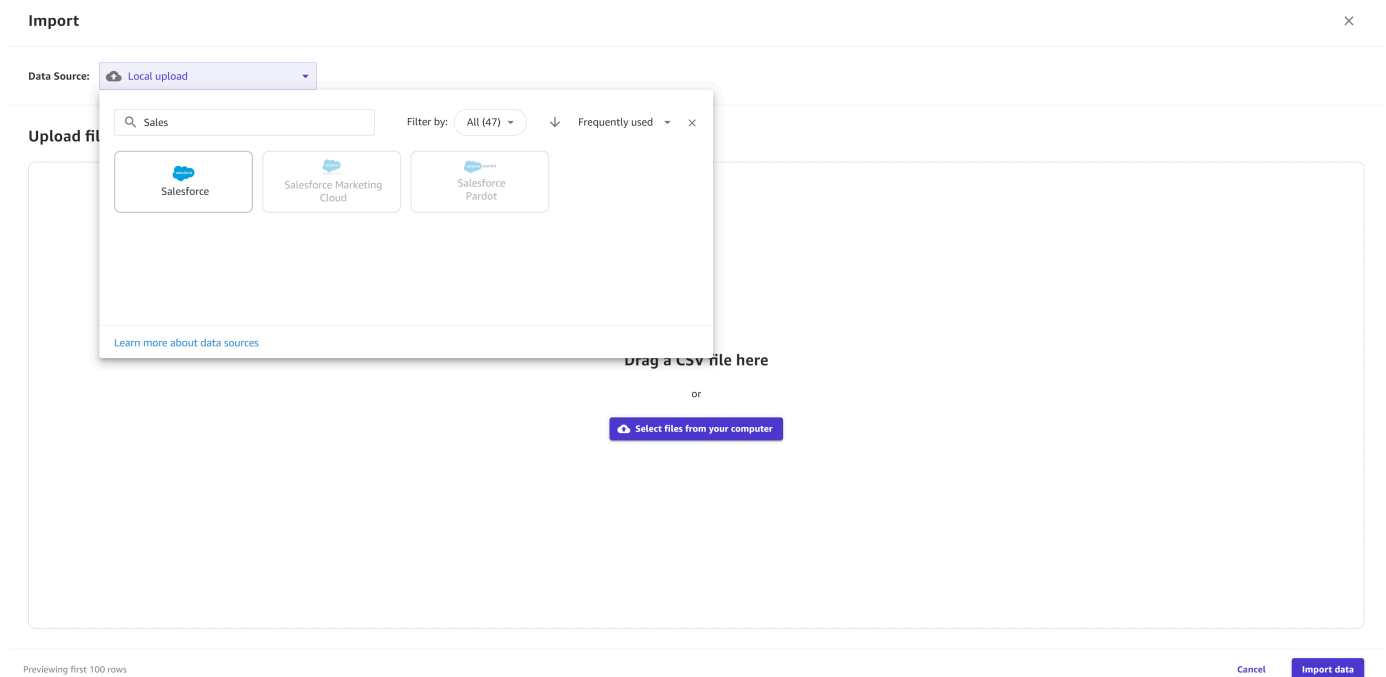 Import
Data Source: Local upload
Sales
Filter by: All (47) Frequently used
Upload fil
salesforce
Salesforce
Salesforce Marketing
Cloud
pardot
Salesforce
Pardot
Learn more about data sources
Drag a CSV file here
or
Select files from your computer
Previewing first 100 rows
Cancel
Import data